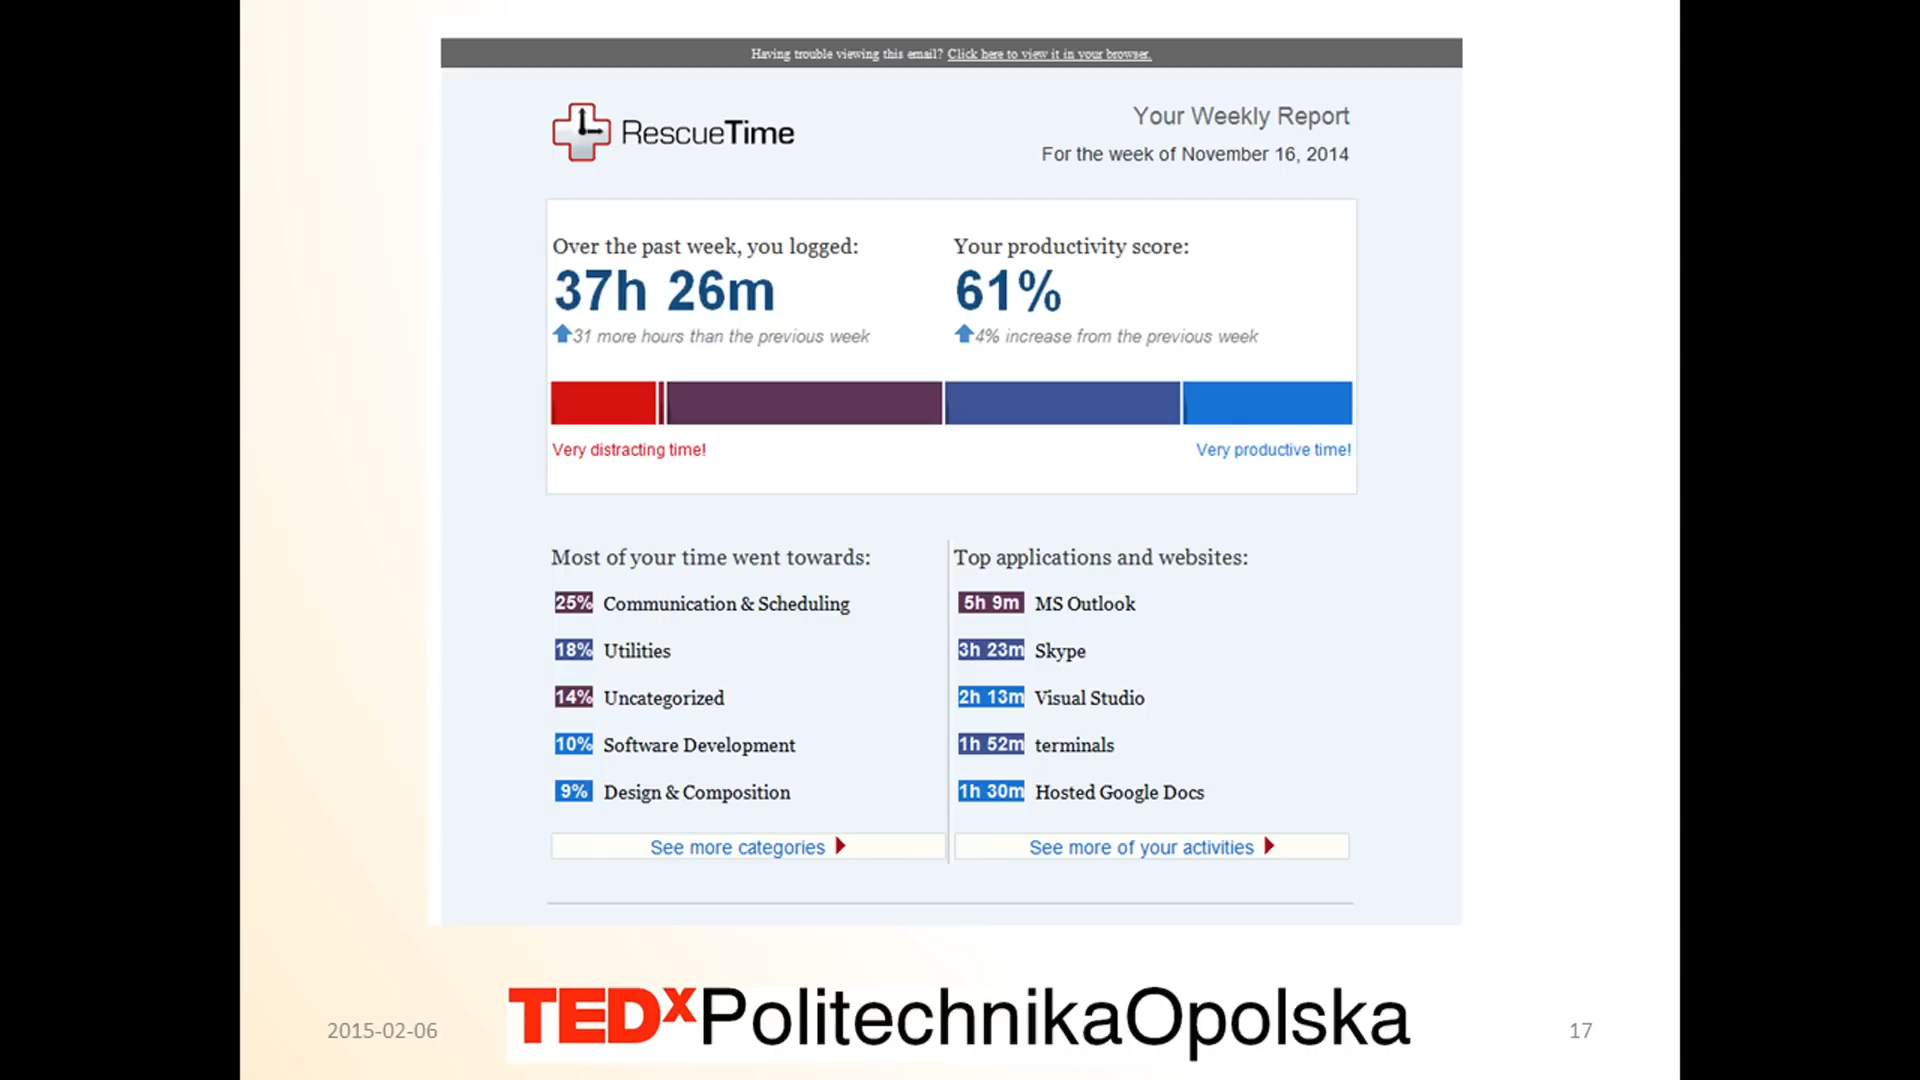 Having trouble viewing this email? Click here to view it in your browser.
RescueTime
Your Weekly Report
For the week of November 16, 2014
Over the past week, you logged:
37h 26m
31 more hours than the previous week
Your productivity score:
61%
4% increase from the previous week
Very distracting time!
Very productive time!
Most of your time went towards:
25% Communication & Scheduling
18% Utilities
14% Uncategorized
10% Software Development
9% Design & Composition
See more categories
Top applications and websites:
5h 9m MS Outlook
3h 23m Skype
2h 13m Visual Studio
1h 52m terminals
1h 30m Hosted Google Docs
See more of your activities
2015-02-06
TEDxPolitechnikaOpolska
17